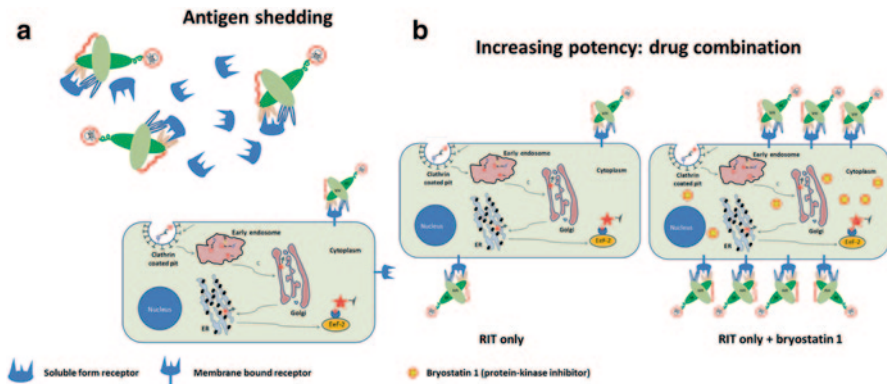 a
Antigen shedding
b
Increasing potency: drug combination
Clathrin
coated pit
Early endosome
Cytoplasm
C
Nucleus
ER
Golgi
Eef-2
Clathrin
coated pit
Early endosome
Cytoplasm
C
Nucleus
ER
Golgi
Eef-2
RIT only
Clathrin
coated pit
Early endosome
Cytoplasm
C
Nucleus
ER
Golgi
Eef-2
RIT only + bryostatin 1
Soluble form receptor
Membrane bound receptor
Bryostatin 1 (protein-kinase inhibitor)